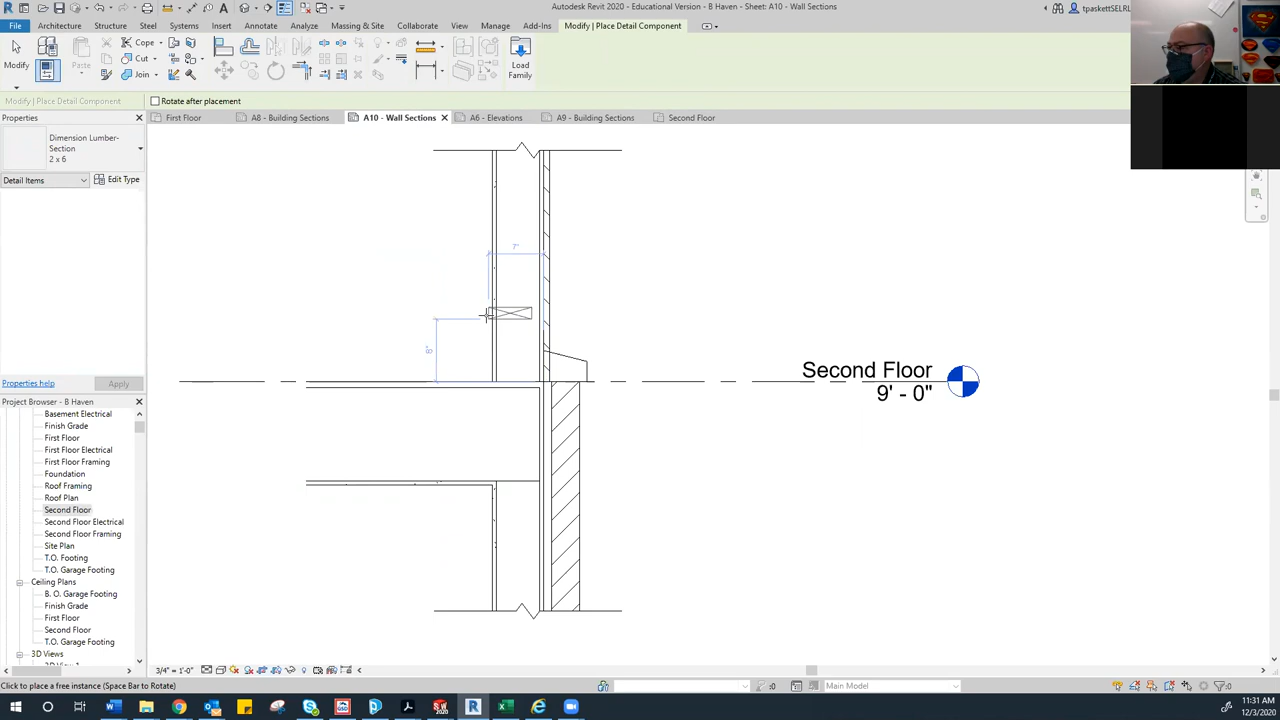 Autodesk Revit 2020 - Educational Version - B Haven - Sheet: A10 - Wall Sections
tpaskettSELRL
File Architecture Structure Steel Systems Insert Annotate Analyze Massing & Site Collaborate View Manage Add-Ins Modify | Place Detail Component
Modify Paste Cope Cut Join Load Family
Modify | Place Detail Component Rotate after placement
Properties
First Floor A8 - Building Sections A10 - Wall Sections A6 - Elevations A9 - Building Sections Second Floor
Dimension Lumber-
Section
2 x 6
Detail Items Edit Type
7"
8"
Second Floor
9' - 0"
Properties help Apply
Project Browser - B Haven
Basement Electrical
Finish Grade
First Floor
First Floor Electrical
First Floor Framing
Foundation
Roof Framing
Roof Plan
Second Floor
Second Floor Electrical
Second Floor Framing
Site Plan
T.O. Footing
T.O. Garage Footing
Ceiling Plans
B. O. Garage Footing
Finish Grade
First Floor
Second Floor
T.O. Garage Footing
3D Views
3/4" = 1'-0"
Click to place a free instance (Space Bar to Rotate)
:0 Main Model :0
11:31 AM
12/3/2020